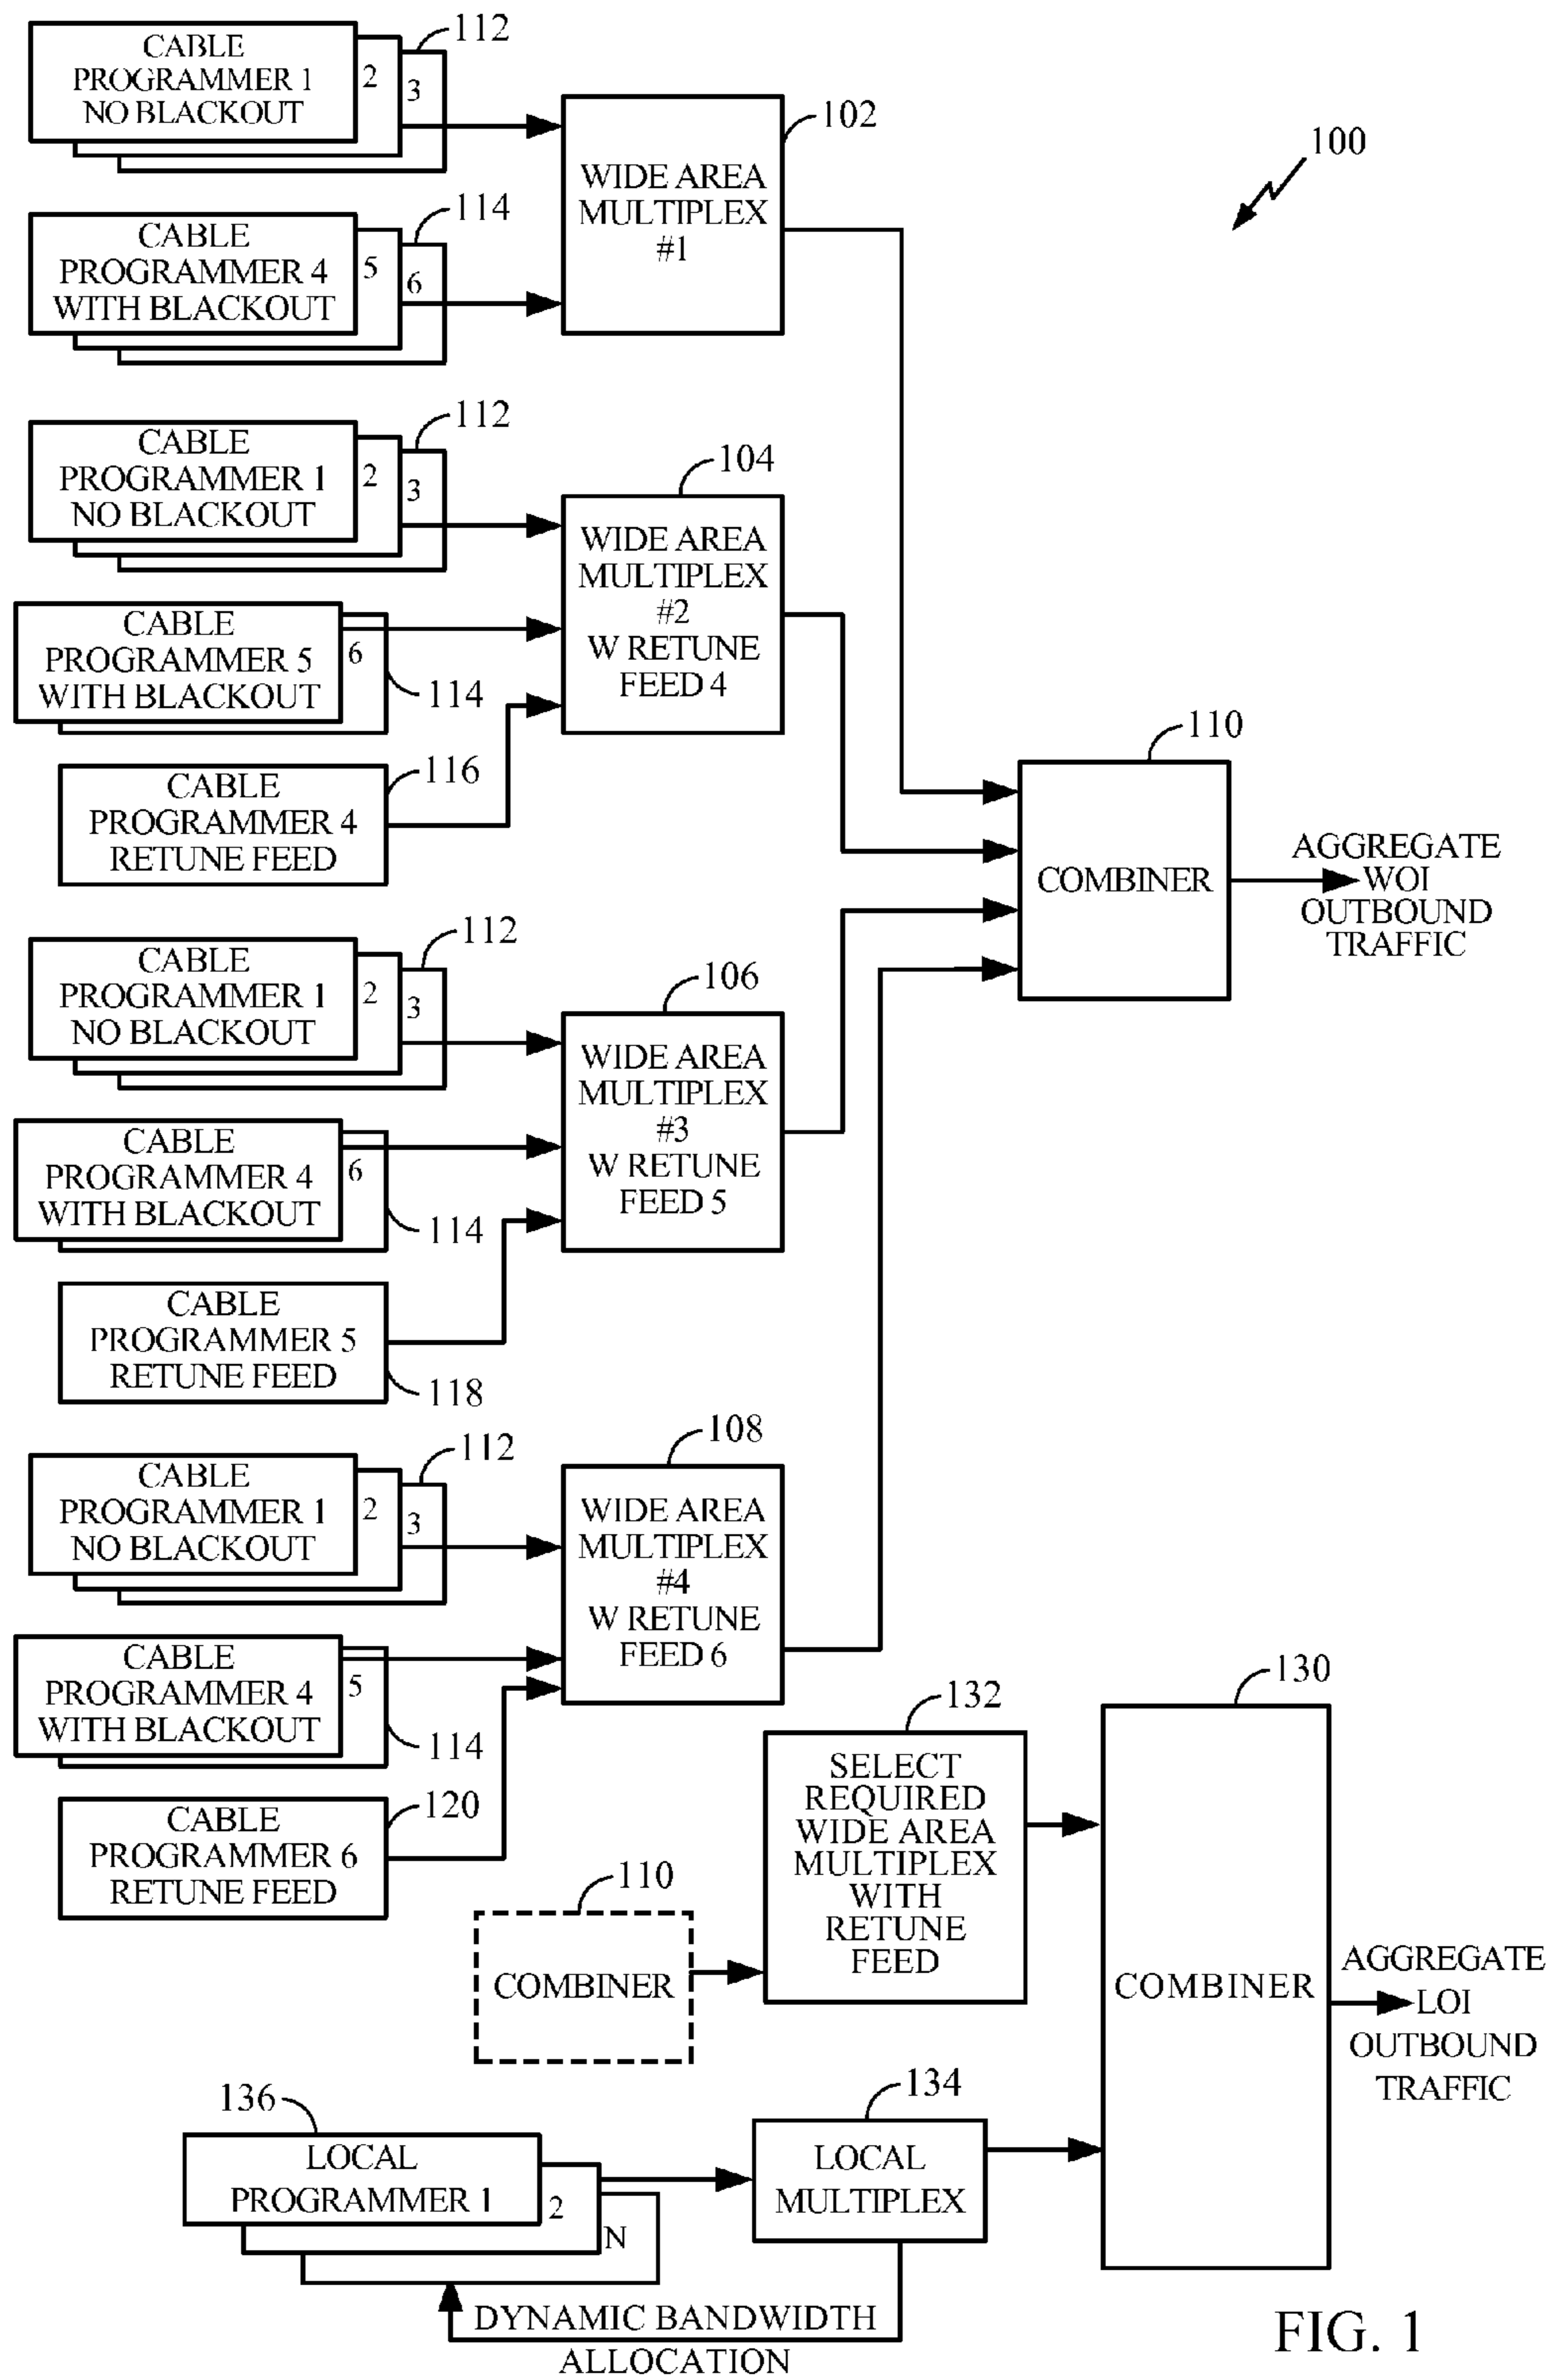 CABLE
PROGRAMMER 1
NO BLACKOUT
2
3
112
CABLE
PROGRAMMER 4
WITH BLACKOUT
5
6
114
WIDE AREA
MULTIPLEX
#1
102
100
CABLE
PROGRAMMER 1
NO BLACKOUT
2
3
112
CABLE
PROGRAMMER 5
WITH BLACKOUT
6
114
CABLE
PROGRAMMER 4
RETUNE FEED
116
WIDE AREA
MULTIPLEX
#2
W RETUNE
FEED 4
104
110
COMBINER
AGGREGATE
WOI
OUTBOUND
TRAFFIC
CABLE
PROGRAMMER 1
NO BLACKOUT
2
3
112
CABLE
PROGRAMMER 4
WITH BLACKOUT
6
114
CABLE
PROGRAMMER 5
RETUNE FEED
118
WIDE AREA
MULTIPLEX
#3
W RETUNE
FEED 5
106
CABLE
PROGRAMMER 1
NO BLACKOUT
2
3
112
CABLE
PROGRAMMER 4
WITH BLACKOUT
5
114
CABLE
PROGRAMMER 6
RETUNE FEED
120
WIDE AREA
MULTIPLEX
#4
W RETUNE
FEED 6
108
110
COMBINER
132
SELECT
REQUIRED
WIDE AREA
MULTIPLEX
WITH
RETUNE
FEED
130
COMBINER
AGGREGATE
LOI
OUTBOUND
TRAFFIC
136
LOCAL
PROGRAMMER 1
2
N
134
LOCAL
MULTIPLEX
DYNAMIC BANDWIDTH
ALLOCATION
FIG. 1